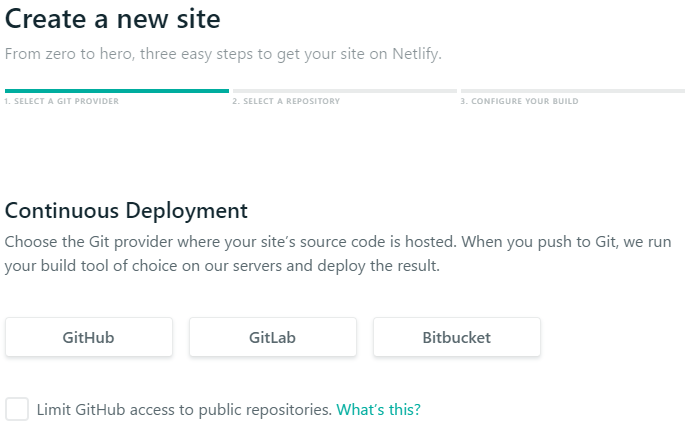 Create a new site
From zero to hero, three easy steps to get your site on Netlify.
1. SELECT A GIT PROVIDER
2. SELECT A REPOSITORY
3. CONFIGURE YOUR BUILD
Continuous Deployment
Choose the Git provider where your site’s source code is hosted. When you push to Git, we run
your build tool of choice on our servers and deploy the result.
GitHub
GitLab
Bitbucket
Limit GitHub access to public repositories. What’s this?